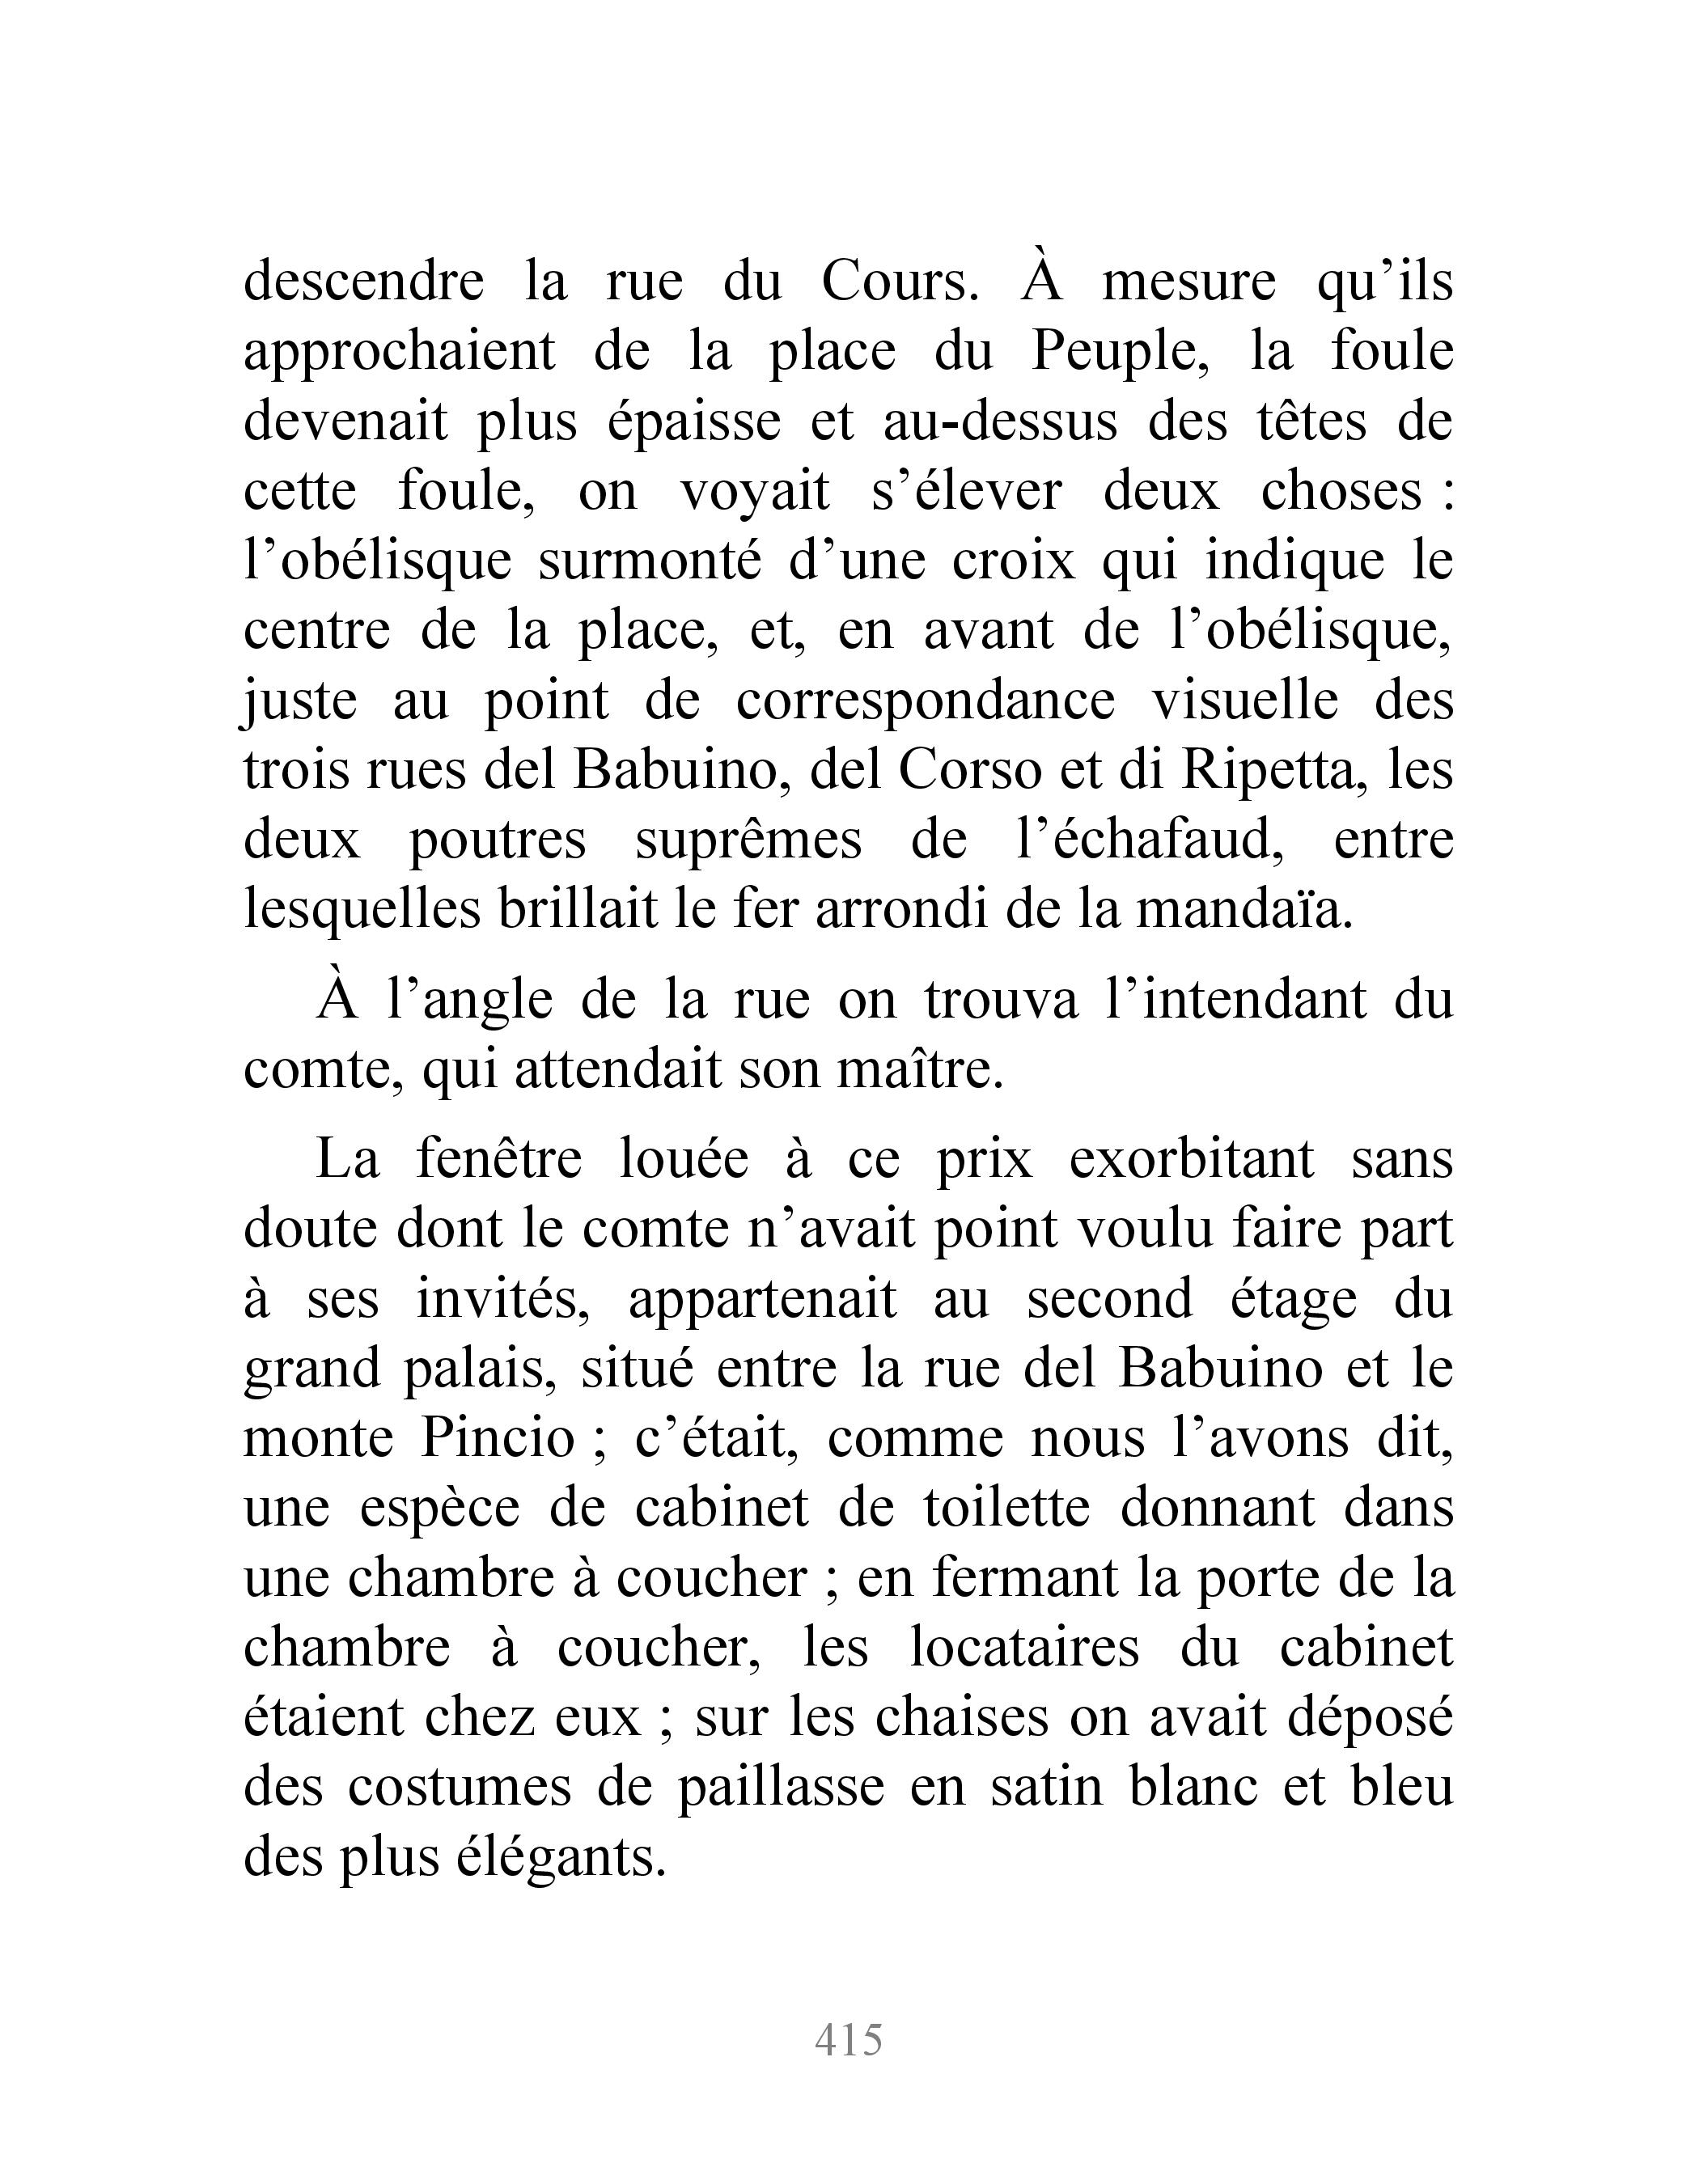 descendre la rue du Cours. À mesure qu’ils
approchaient de la place du Peuple, la foule
devenait plus épaisse et au-dessus des têtes de
cette foule, on voyait s’élever deux choses :
l’obélisque surmonté d’une croix qui indique le
centre de la place, et, en avant de l’obélisque,
juste au point de correspondance visuelle des
trois rues del Babuino, del Corso et di Ripetta, les
deux poutres suprêmes de l’échafaud, entre
lesquelles brillait le fer arrondi de la mandaïa.
À l’angle de la rue on trouva l’intendant du
comte, qui attendait son maître.
La fenêtre louée à ce prix exorbitant sans
doute dont le comte n’avait point voulu faire part
à ses invités, appartenait au second étage du
grand palais, situé entre la rue del Babuino et le
monte Pincio ; c’était, comme nous l’avons dit,
une espèce de cabinet de toilette donnant dans
une chambre à coucher ; en fermant la porte de la
chambre à coucher, les locataires du cabinet
étaient chez eux ; sur les chaises on avait déposé
des costumes de paillasse en satin blanc et bleu
des plus élégants.
415